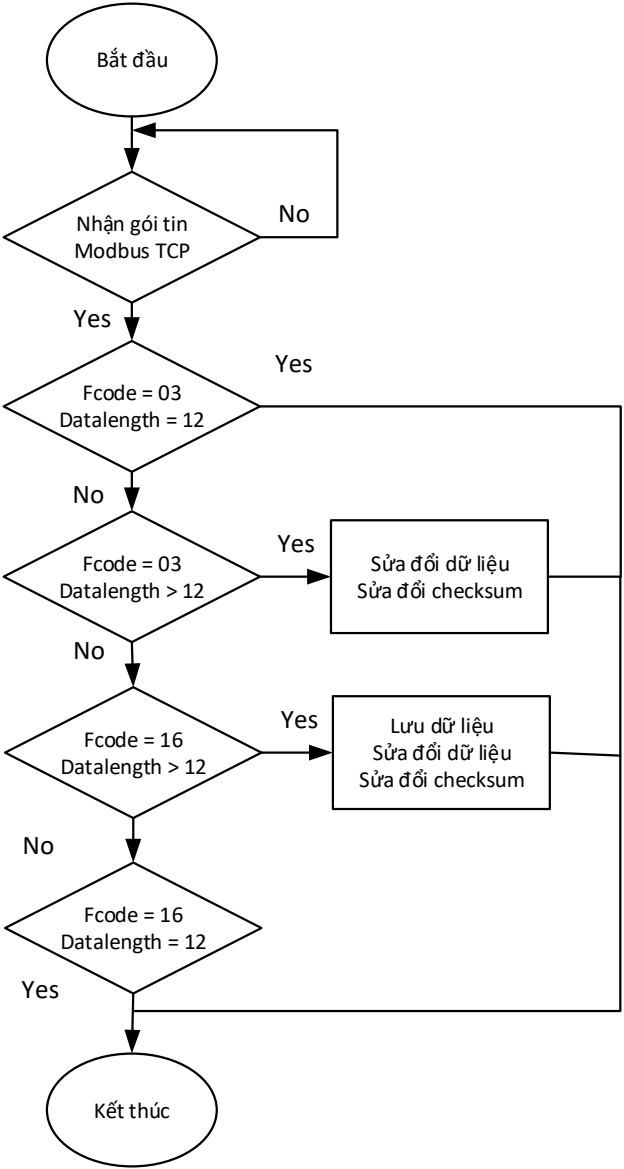 Bắt đầu
Nhận gói tin
Modbus TCP
No
Yes
Fcode = 03
Datalength = 12
Yes
No
Fcode = 03
Datalength > 12
Yes
Sửa đổi dữ liệu
Sửa đổi checksum
No
Fcode = 16
Datalength > 12
Yes
Lưu dữ liệu
Sửa đổi dữ liệu
Sửa đổi checksum
No
Fcode = 16
Datalength = 12
Yes
Kết thúc